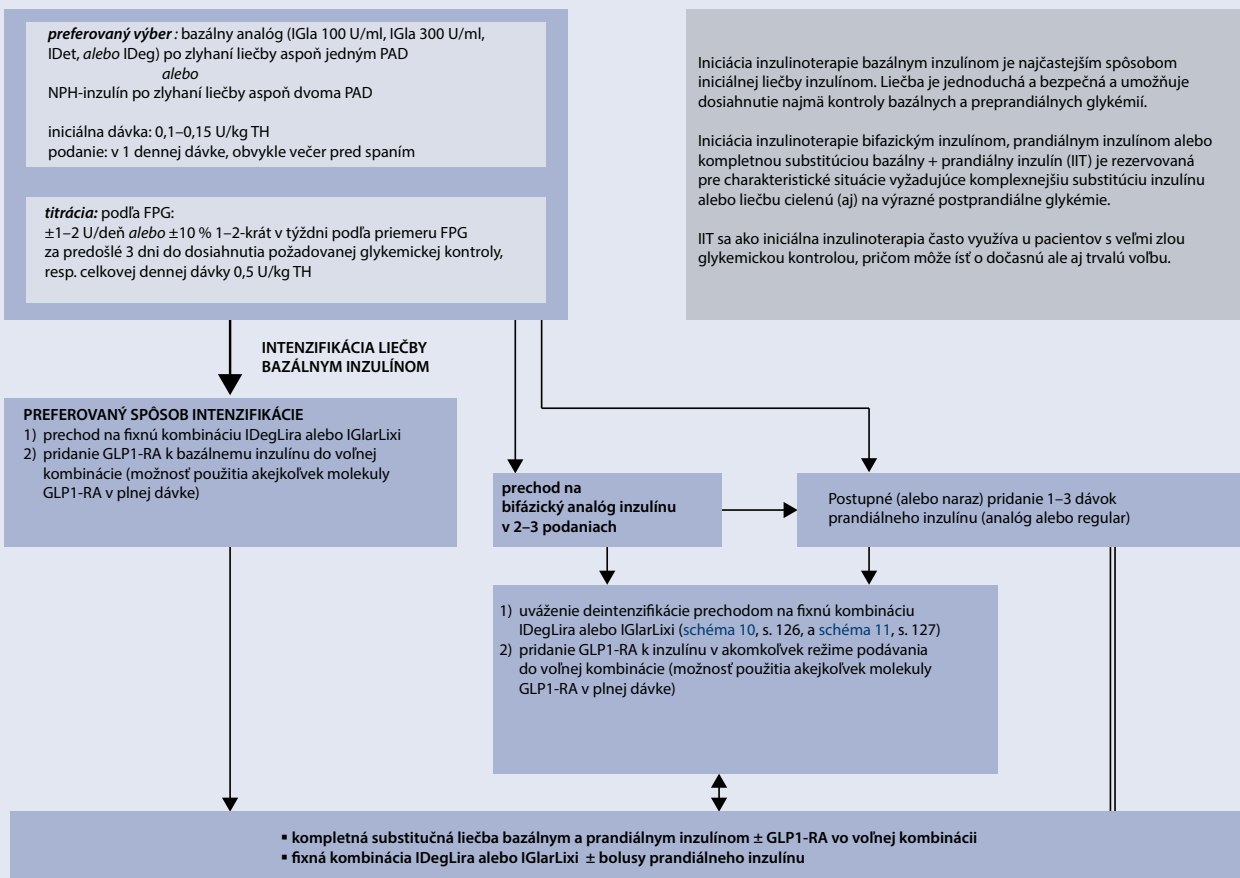 preferovaný výber : bazálny analóg (IGla 100 U/ml, IGla 300 U/ml,
IDet, alebo IDeg) po zlyhaní liečby aspoň jedným PAD
alebo
NPH-inzulín po zlyhaní liečby aspoň dvoma PAD
iniciálna dávka: 0,1–0,15 U/kg TH
podanie: v 1 dennej dávke, obvykle večer pred spaním
titrácia: podľa FPG:
±1–2 U/deň alebo ±10 % 1–2-krát v týždni podľa priemeru FPG
za predošlé 3 dni do dosiahnutia požadovanej glykemickej kontroly,
resp. celkovej dennej dávky 0,5 U/kg TH
Iniciácia inzulinoterapie bazálnym inzulínom je najčastejším spôsobom
iniciálnej liečby inzulínom. Liečba je jednoduchá a bezpečná a umožňuje
dosiahnutie najmä kontroly bazálnych a preprandiálnych glykémií.
Iniciácia inzulinoterapie bifazickým inzulínom, prandiálnym inzulínom alebo
kompletnou substitúciou bazálny + prandiálny inzulín (IIT) je rezervovaná
pre charakteristické situácie vyžadujúce komplexnejšiu substitúciu inzulínu
alebo liečbu cielenú (aj) na výrazné postprandiálne glykémie.
IIT sa ako iniciálna inzulinoterapia často využíva u pacientov s veľmi zlou
glykemickou kontrolou, pričom môže ísť o dočasnú ale aj trvalú voľbu.
INTENZIFIKÁCIA LIEČBY
BAZÁLNYM INZULÍNOM
PREFEROVANÝ SPÔSOB INTENZIFIKÁCIE
1) prechod na fixnú kombináciu IDegLira alebo IGlarLixi
2) pridanie GLP1-RA k bazálnemu inzulínu do voľnej
kombinácie (možnosť použitia akejkoľvek molekuly
GLP1-RA v plnej dávke)
prechod na
bifázický analóg inzulínu
v 2–3 podaniach
Postupné (alebo naraz) pridanie 1–3 dávok
prandiálneho inzulínu (analóg alebo regular)
1) uváženie deintenzifikácie prechodom na fixnú kombináciu
IDegLira alebo IGlarLixi (schéma 10, s. 126, a schéma 11, s. 127)
2) pridanie GLP1-RA k inzulínu v akomkoľvek režime podávania
do voľnej kombinácie (možnosť použitia akejkoľvek molekuly
GLP1-RA v plnej dávke)
▪ kompletná substitučná liečba bazálnym a prandiálnym inzulínom ± GLP1-RA vo voľnej kombinácii
▪ fixná kombinácia IDegLira alebo IGlarLixi ± bolusy prandiálneho inzulínu